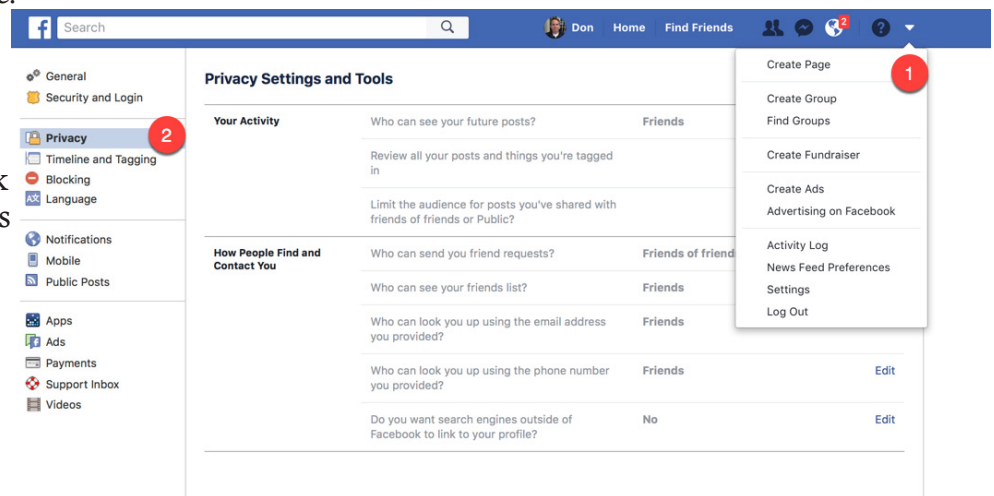 f Search Don Home Find Friends 2
Create Page
1
Create Group
Find Groups
Create Fundraiser
Create Ads
Advertising on Facebook
Activity Log
News Feed Preferences
Settings
Log Out
General
Security and Login
Privacy 2
Timeline and Tagging
Blocking
Language
Notifications
Mobile
Public Posts
Apps
Ads
Payments
Support Inbox
Videos
Privacy Settings and Tools
Your Activity
Who can see your future posts? Friends
Review all your posts and things you're tagged
in
Limit the audience for posts you've shared with
friends of friends or Public?
How People Find and
Contact You
Who can send you friend requests? Friends of friend
Who can see your friends list? Friends
Who can look you up using the email address Friends
you provided?
Who can look you up using the phone number Friends Edit
you provided?
Do you want search engines outside of No Edit
Facebook to link to your profile?